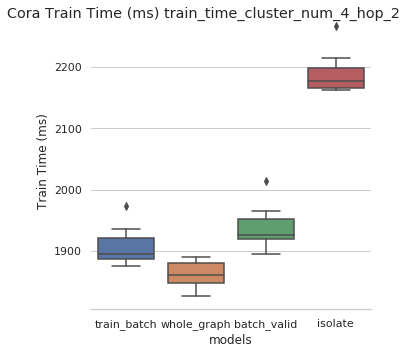 Cora Train Time (ms) train_time_cluster_num_4_hop_2
2200
2100
2000
1900
Train Time (ms)
train_batch whole_graph batch_valid isolate
models